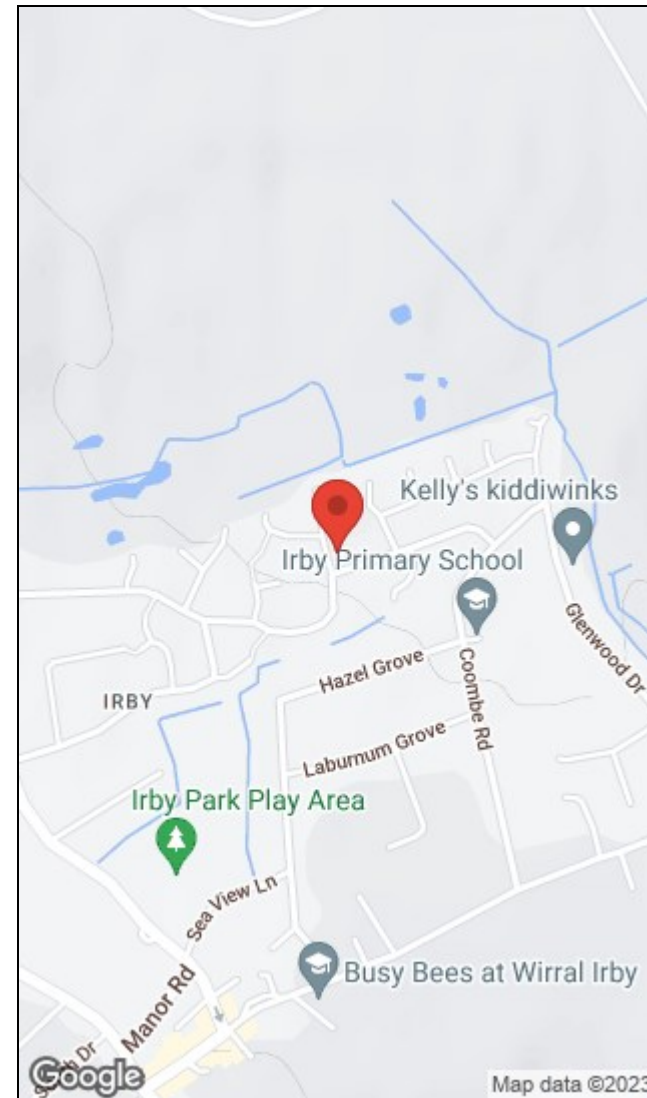 Kelly's kiddiwinks
Irby Primary School
Glenwood Dr
Hazel Grove
Coombe Rd
IRBY
Laburnum Grove
Irby Park Play Area
Sea View Ln
Busy Bees at Wirral Irby
Manor Rd
Dr
Google
Map data ©2023